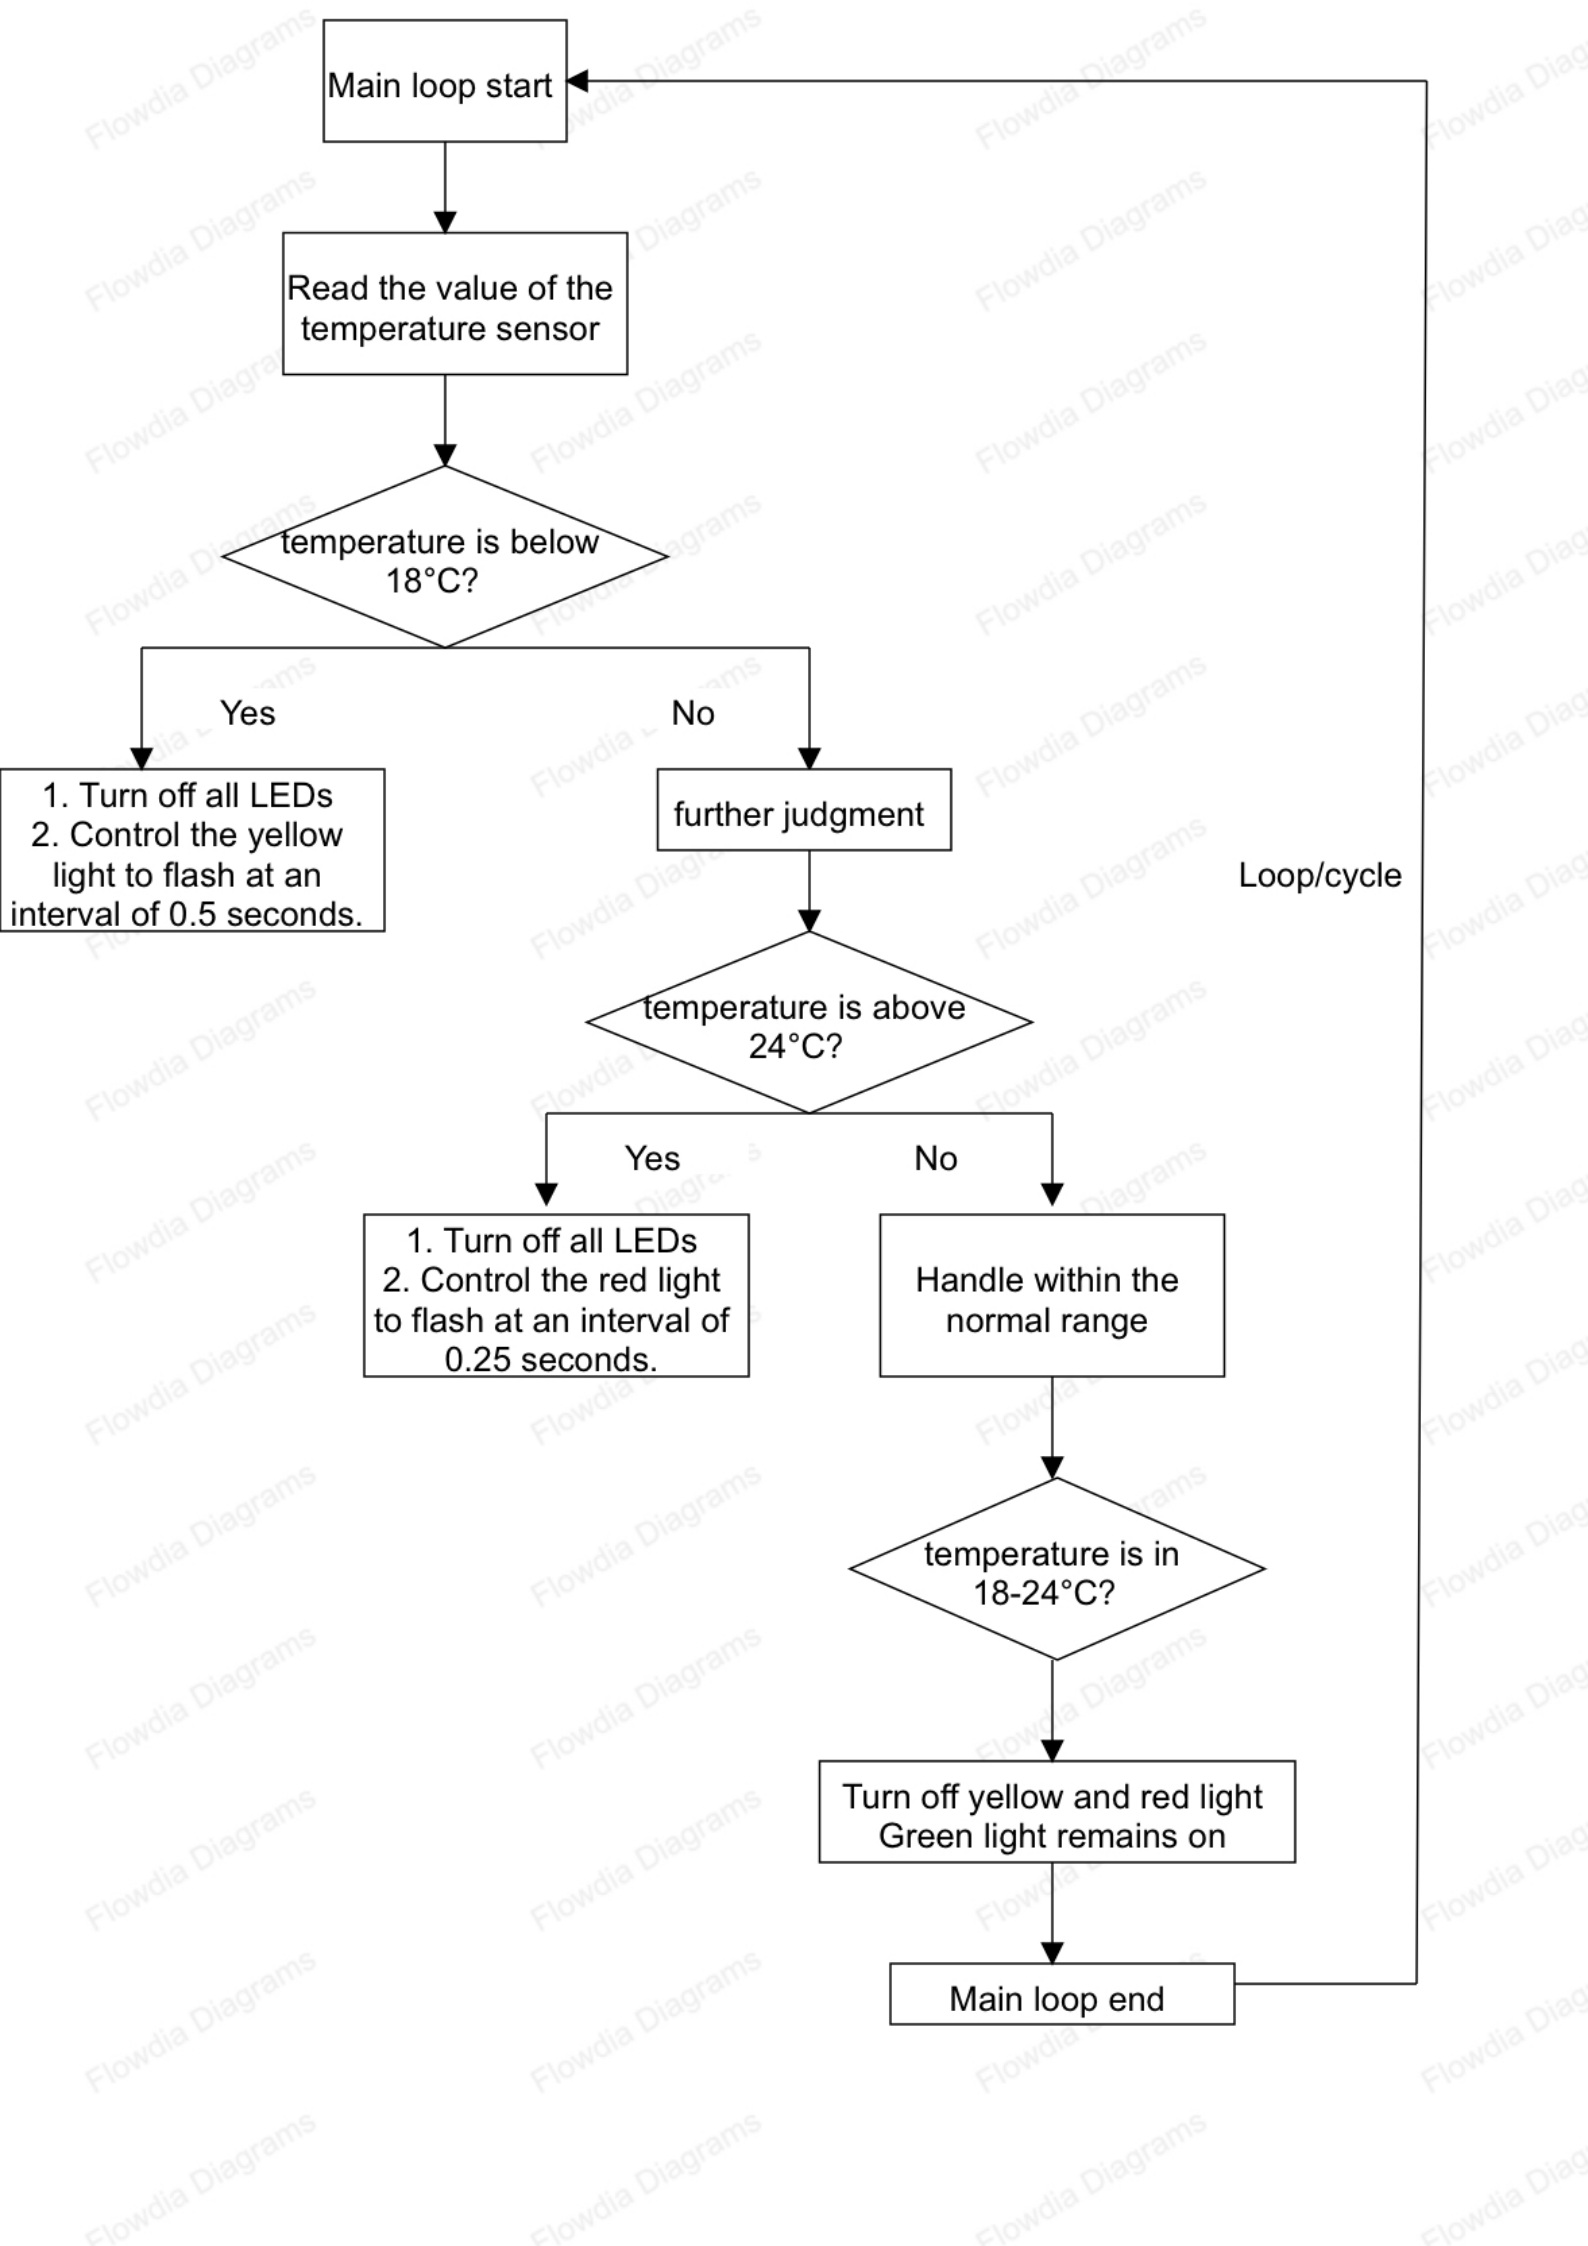 Main loop start
Read the value of the
temperature sensor
temperature is below
18°C?
Yes
No
1. Turn off all LEDs
2. Control the yellow
light to flash at an
interval of 0.5 seconds.
further judgment
Loop/cycle
temperature is above
24°C?
Yes
No
1. Turn off all LEDs
2. Control the red light
to flash at an interval of
0.25 seconds.
Handle within the
normal range
temperature is in
18-24°C?
Turn off yellow and red light
Green light remains on
Main loop end
Flowdia Diagrams